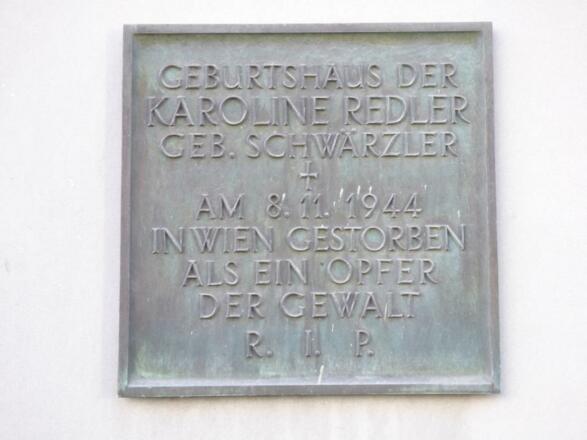 GEBURTSHAUS DER
KAROLINE REDLER
GEB. SCHWÄRZLER
AM 8. 11. 1944
IN WIEN GESTORBEN
ALS EIN OPFER
DER GEWALT
R. I. P.